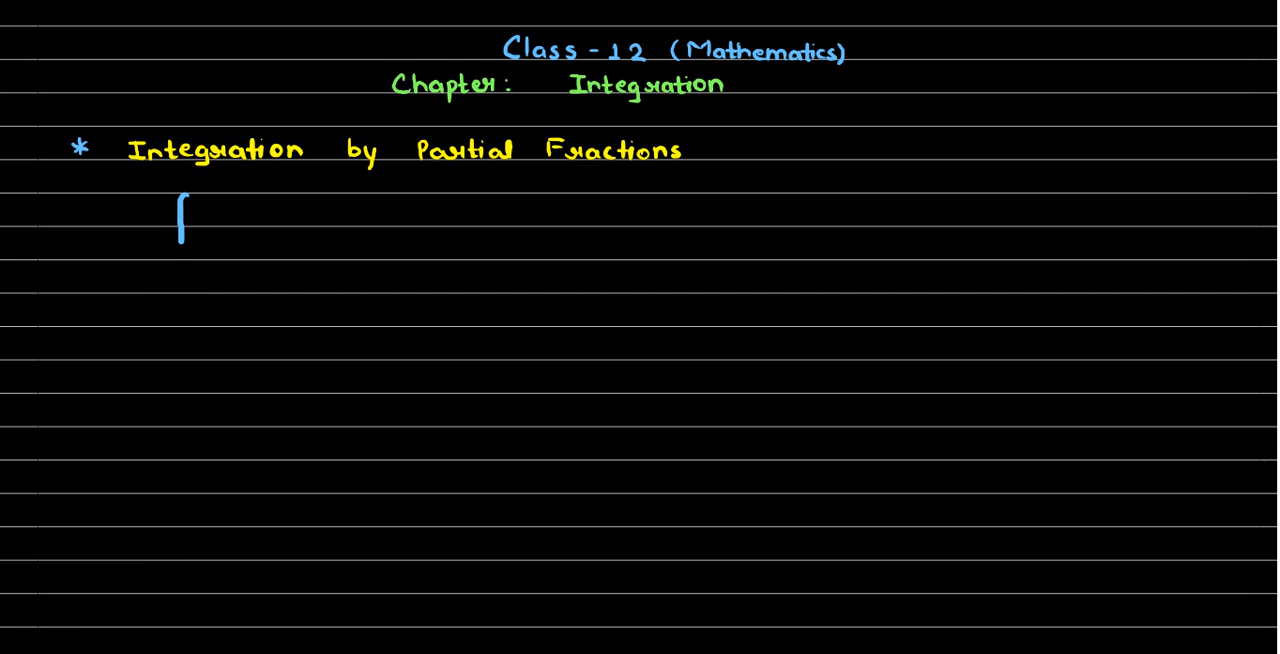 Class - 12 (Mathematics)
Chapter: Integration
* Integration by Partial Fractions
∫